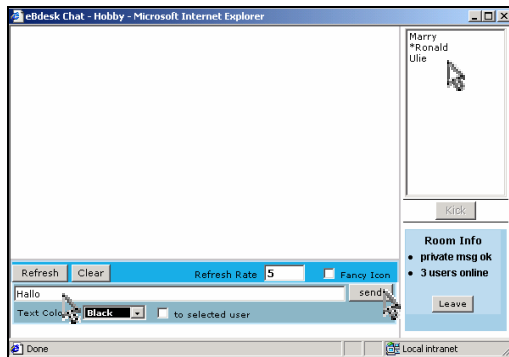 eBdesk Chat - Hobby - Microsoft Internet Explorer
Marry
*Ronald
Ulie
Kick
Room Info
private msg ok
3 users online
Leave
Refresh Clear Refresh Rate 5 Fancy Icon
Hallo send
Text Black to selected user
Done Local intranet